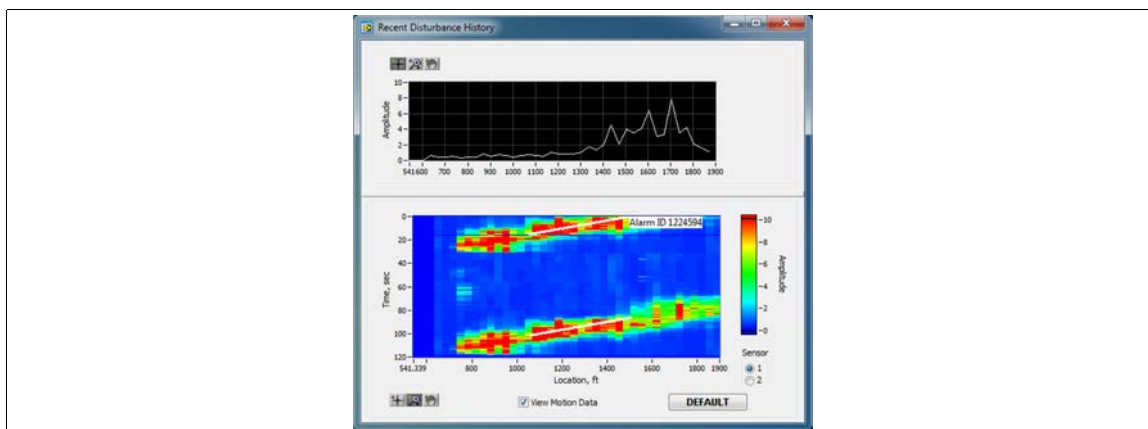 Recent Disturbance History
10
8
6
4
2
0
Amplitude
541 600 700 800 900 1000 1100 1200 1300 1400 1500 1600 1700 1800 1900
0
20
40
60
80
100
120
Time, sec
Alarm ID 1224594
541.339 800 1000 1200 1400 1600 1800 1900
Location, ft
10
8
6
4
2
0
Amplitude
Sensor
1
2
View Motion Data
DEFAULT